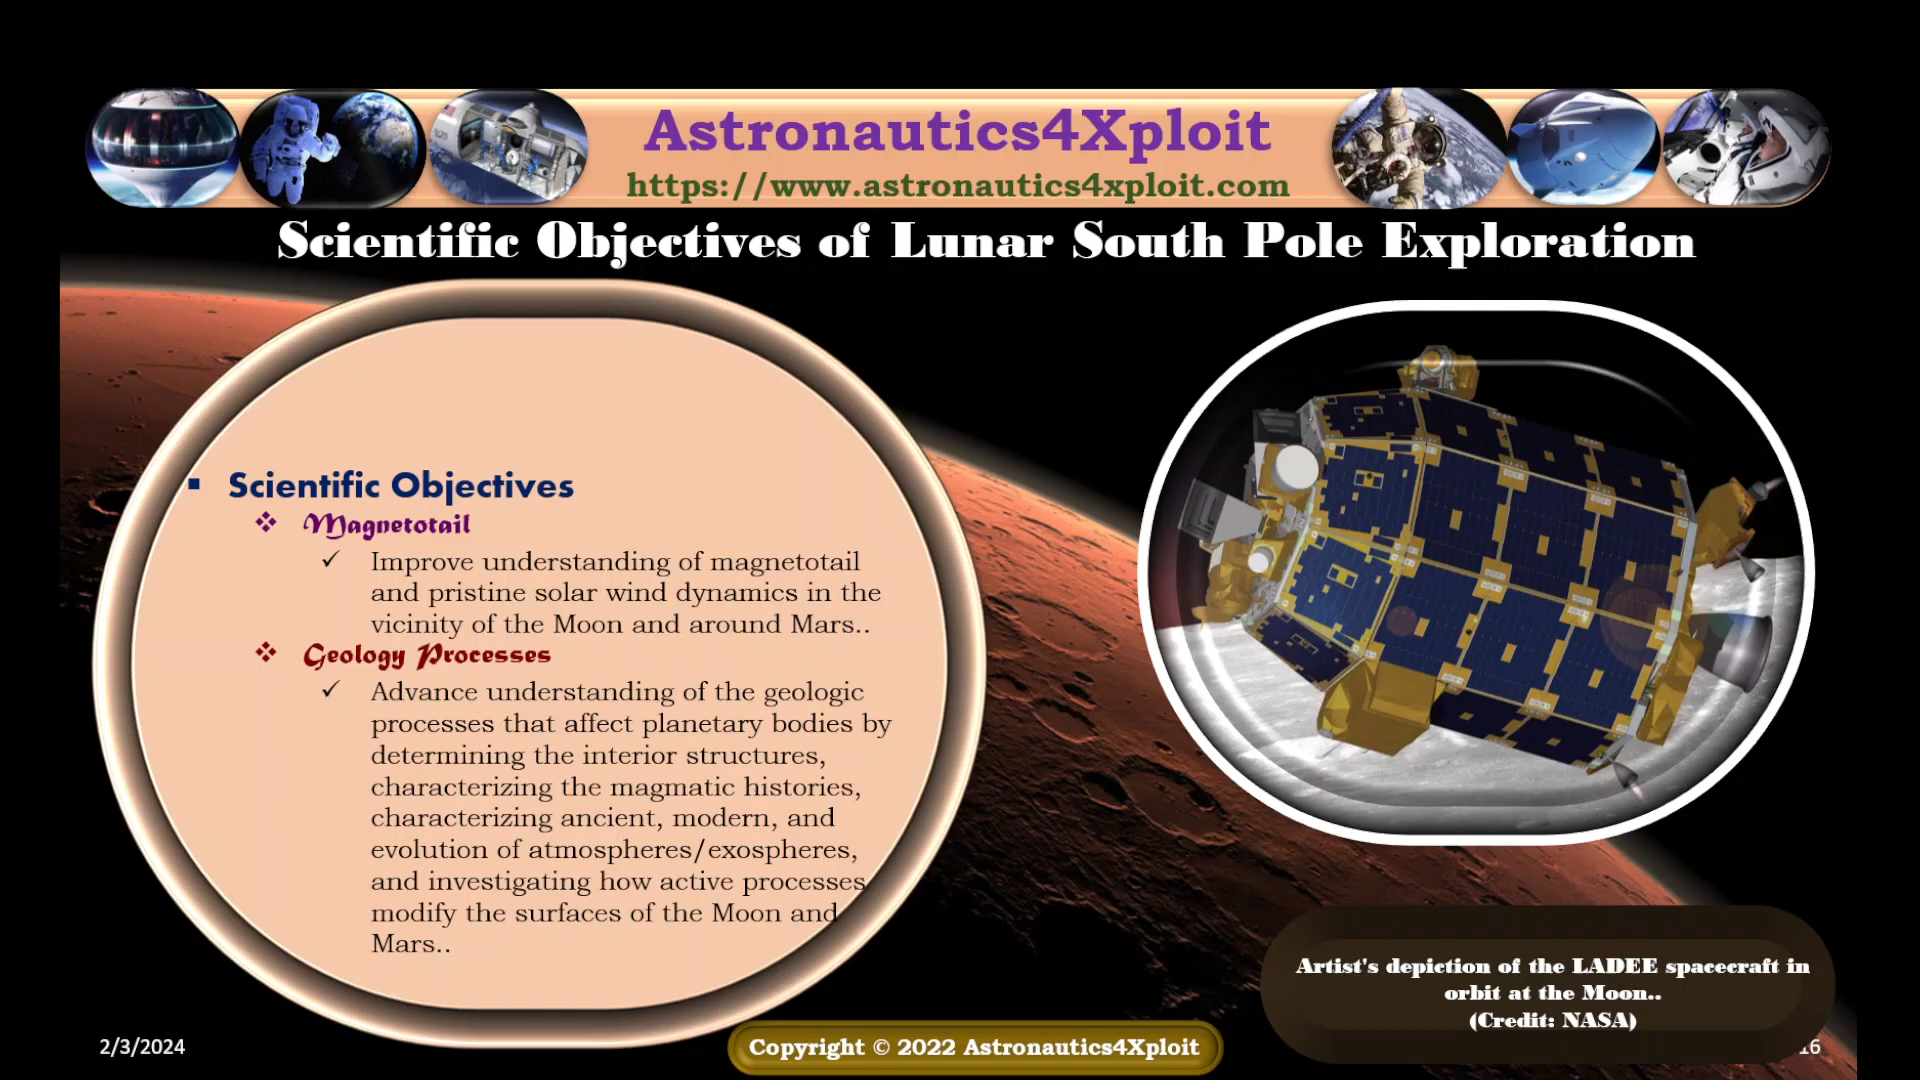 Astronautics4Xploit
https://www.astronautics4xploit.com
Scientific Objectives of Lunar South Pole Exploration
▪ Scientific Objectives
❖ Magnetotail
✓ Improve understanding of magnetotail
and pristine solar wind dynamics in the
vicinity of the Moon and around Mars..
❖ Geology Processes
✓ Advance understanding of the geologic
processes that affect planetary bodies by
determining the interior structures,
characterizing the magmatic histories,
characterizing ancient, modern, and
evolution of atmospheres/exospheres,
and investigating how active processes
modify the surfaces of the Moon and
Mars..
Artist's depiction of the LADEE spacecraft in
orbit at the Moon..
(Credit: NASA)
2/3/2024
Copyright © 2022 Astronautics4Xploit
16